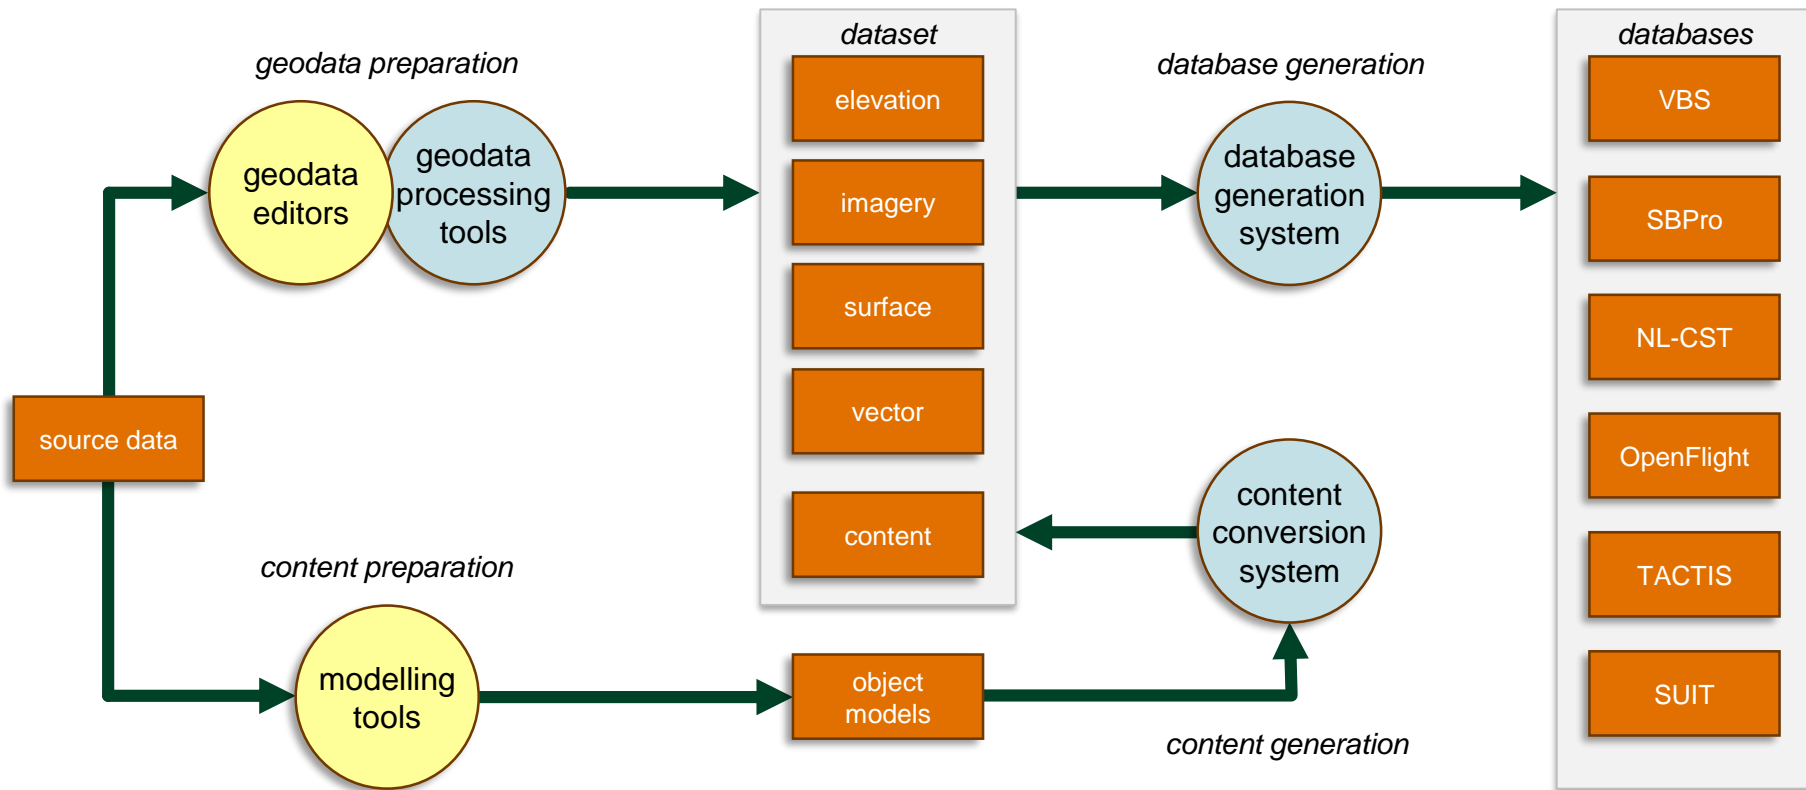 dataset
databases
geodata preparation
database generation
elevation
VBS
geodata
editors
geodata
processing
tools
database
generation
system
imagery
SBPro
surface
NL-CST
source data
vector
OpenFlight
content
content
conversion
system
content preparation
TACTIS
modelling
tools
object
models
SUIT
content generation